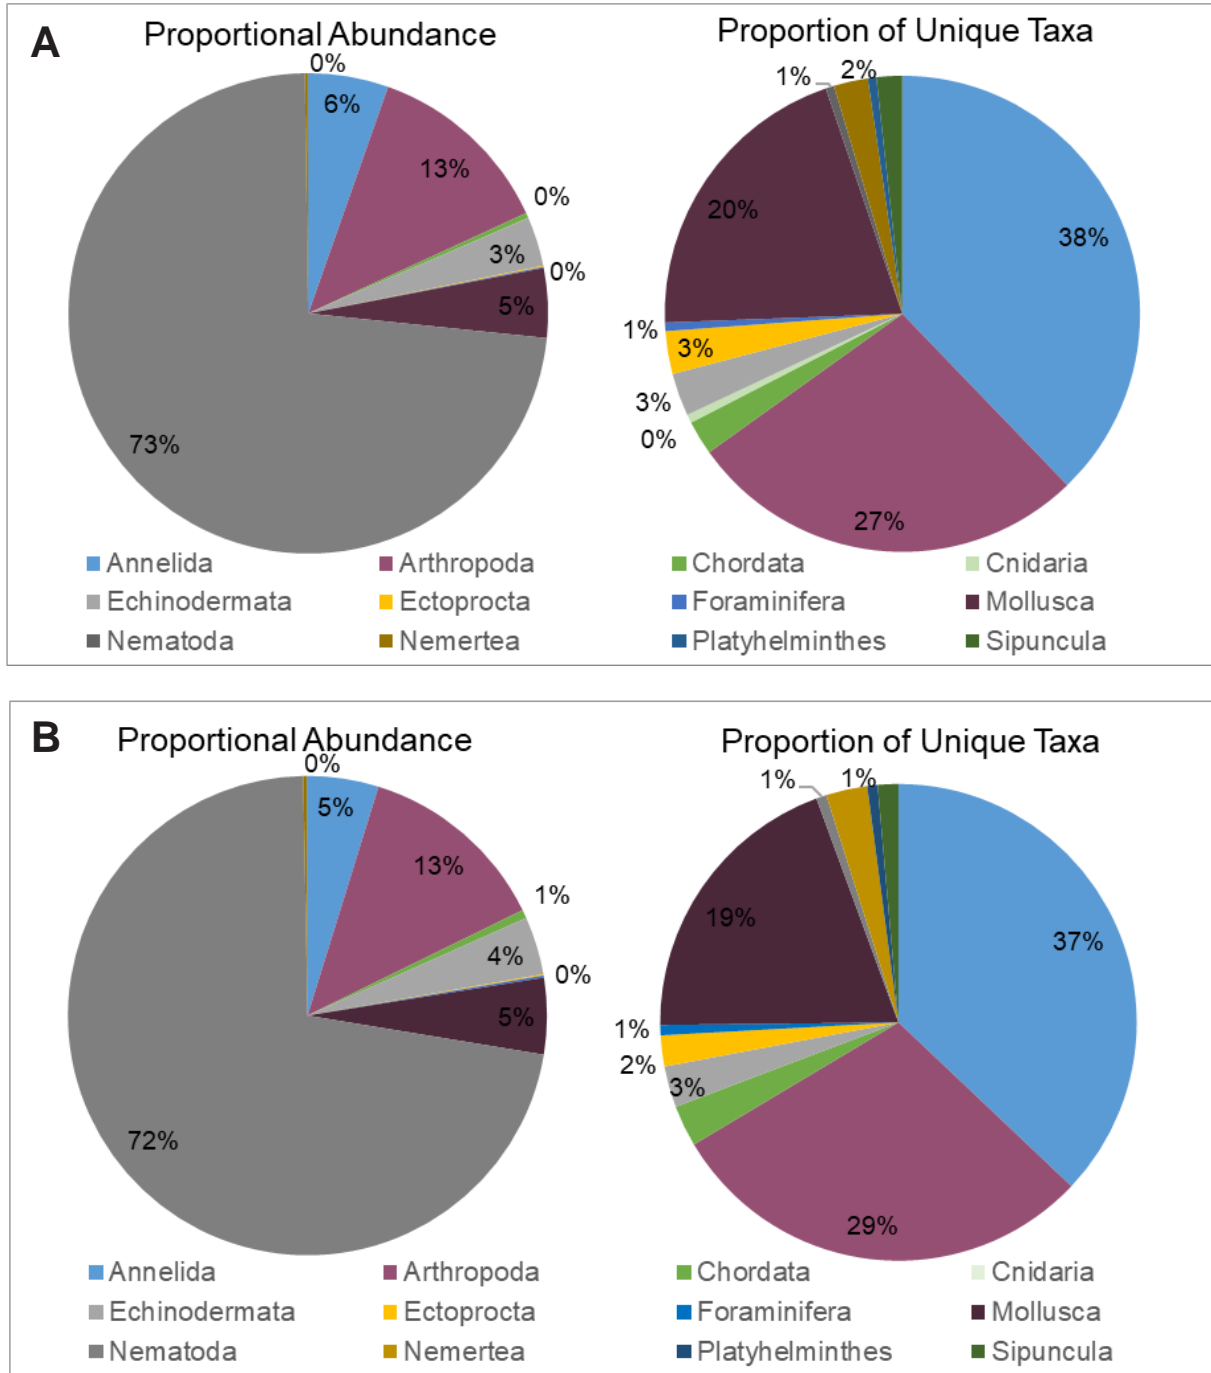 A
Proportional Abundance
0%
6%
13%
0%
3%
0%
5%
73%
Proportion of Unique Taxa
1%
2%
38%
20%
1%
3%
3%
0%
27%
Annelida Arthropoda Chordata Cnidaria
Echinodermata Ectoprocta Foraminifera Mollusca
Nematoda Nemertea Platyhelminthes Sipuncula
B
Proportional Abundance
0%
5%
13%
1%
4%
0%
5%
72%
Proportion of Unique Taxa
1%
1%
37%
19%
1%
2%
3%
29%
Annelida Arthropoda Chordata Cnidaria
Echinodermata Ectoprocta Foraminifera Mollusca
Nematoda Nemertea Platyhelminthes Sipuncula